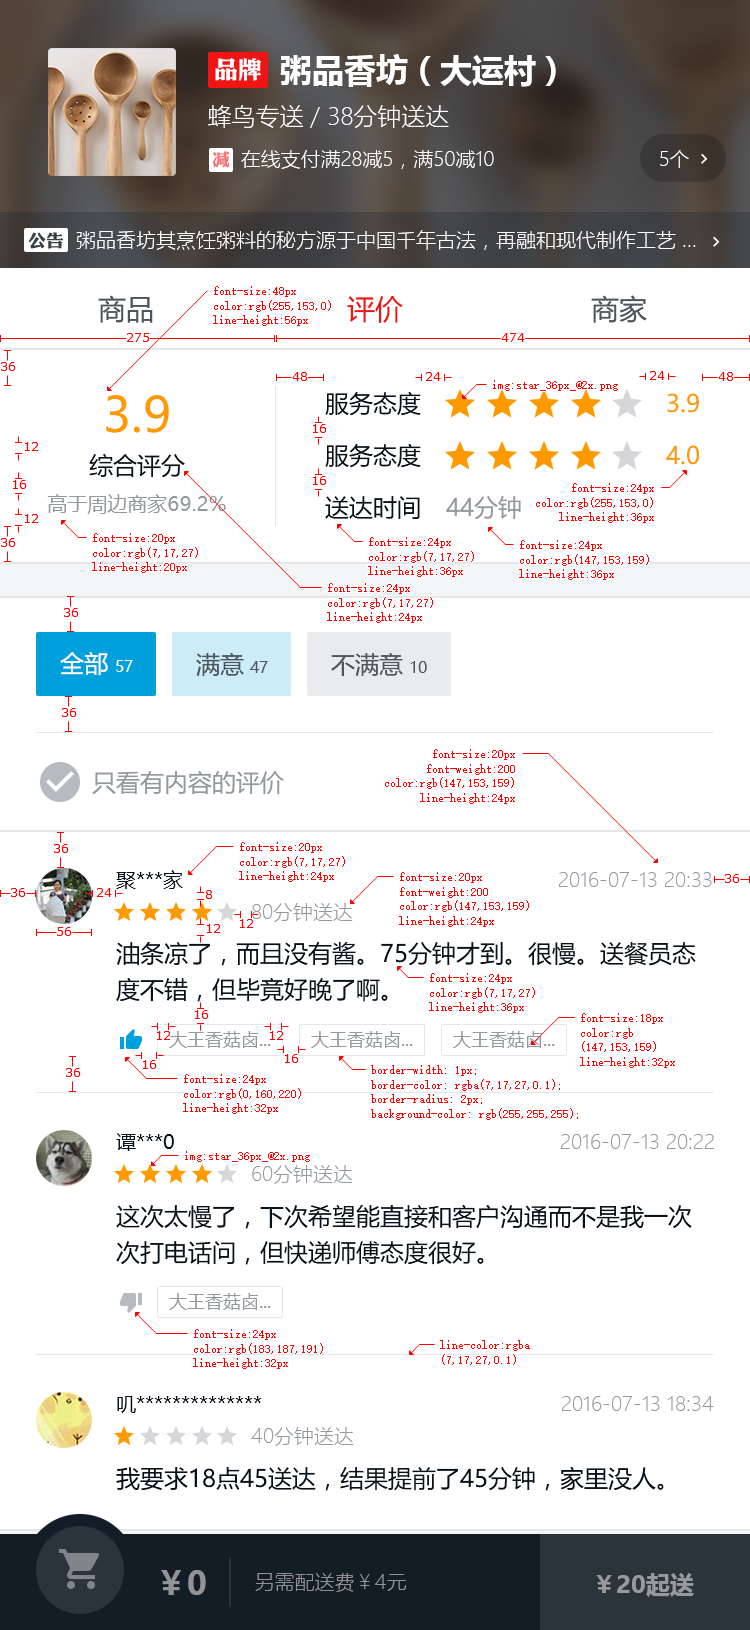 品牌 粥品香坊（大运村）
蜂鸟专送 / 38分钟送达
减 在线支付满28减5，满50减10
5个
公告 粥品香坊其烹饪粥料的秘方源于中国千年古法，再融和现代制作工艺 ...
商品
评价
商家
font-size:48px
color:rgb(255,153,0)
line-height:56px
275
474
36
48
24
img:star_36px_@2x.png
24
48
3.9
服务态度
3.9
16
12
综合评分
服务态度
4.0
16
16
高于周边商家69.2%
送达时间
44分钟
font-size:24px
color:rgb(255,153,0)
line-height:36px
12
36
font-size:20px
color:rgb(7,17,27)
line-height:20px
font-size:24px
color:rgb(7,17,27)
line-height:36px
font-size:24px
color:rgb(147,153,159)
line-height:36px
font-size:24px
color:rgb(7,17,27)
line-height:24px
36
全部 57
满意 47
不满意 10
36
只看有内容的评价
font-size:20px
font-weight:200
color:rgb(147,153,159)
line-height:24px
36
font-size:20px
color:rgb(7,17,27)
line-height:24px
36
24
聚***家
2016-07-13 20:33
36
8
font-size:20px
font-weight:200
color:rgb(147,153,159)
line-height:24px
80分钟送达
12
12
56
油条凉了，而且没有酱。75分钟才到。很慢。送餐员态
度不错，但毕竟好晚了啊。
font-size:24px
color:rgb(7,17,27)
line-height:36px
16
12
12
大王香菇卤...
大王香菇卤...
大王香菇卤...
font-size:18px
color:rgb
(147,153,159)
line-height:32px
16
16
36
font-size:24px
color:rgb(0,160,220)
line-height:32px
border-width: 1px;
border-color: rgba(7,17,27,0.1);
border-radius: 2px;
background-color: rgb(255,255,255);
谭***0
2016-07-13 20:22
img:star_36px_@2x.png
60分钟送达
这次太慢了，下次希望能直接和客户沟通而不是我一次
次打电话问，但快递师傅态度很好。
大王香菇卤...
font-size:24px
color:rgb(183,187,191)
line-height:32px
line-color:rgba
(7,17,27,0.1)
叽**************
2016-07-13 18:34
40分钟送达
我要求18点45送达，结果提前了45分钟，家里没人。
¥0
另需配送费￥4元
￥20起送